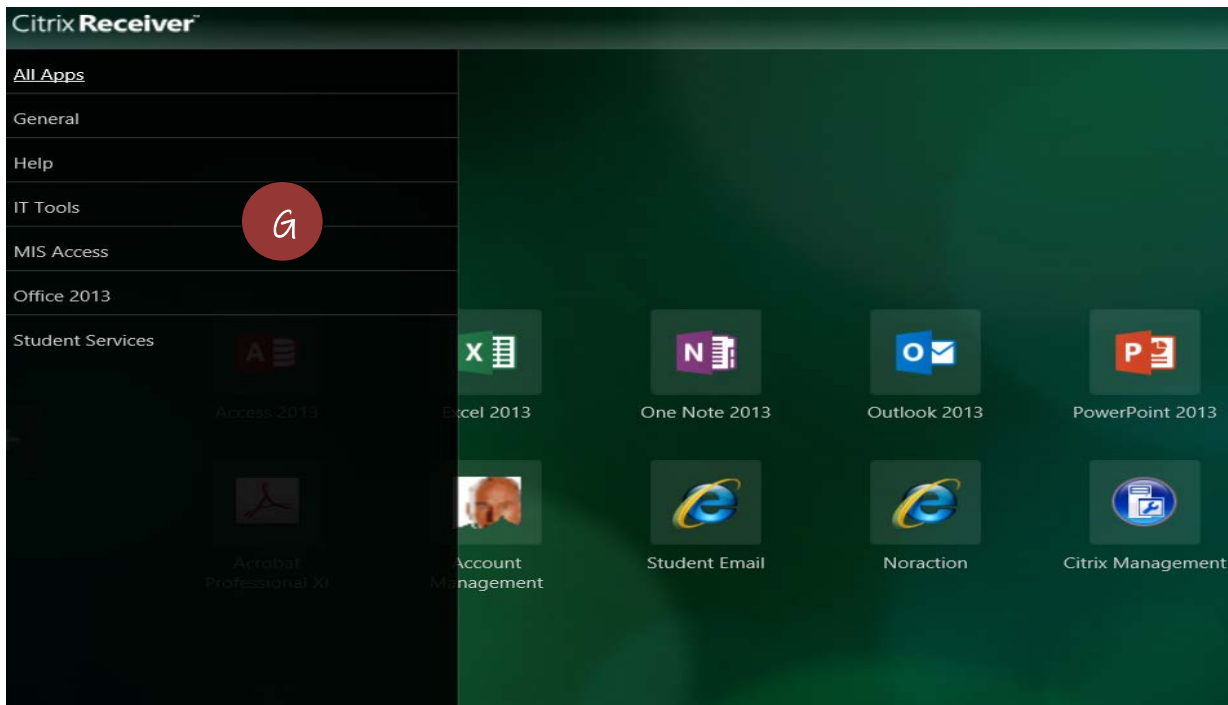 Citrix Receiver™
All Apps
General
Help
IT Tools
G
MIS Access
Office 2013
Student Services
Access 2013
Excel 2013
One Note 2013
Outlook 2013
PowerPoint 2013
Acrobat
Professional XI
Account
Management
Student Email
Noraction
Citrix Management